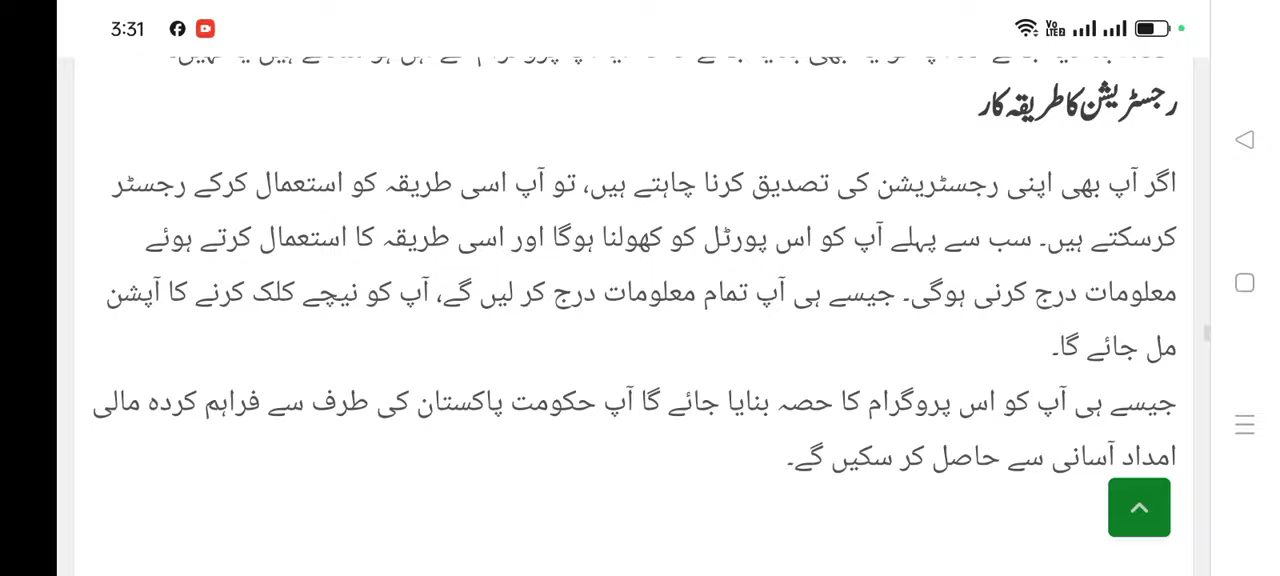 3:31
Vo LTE2
رجسٹریشن کا طریقہ کار
اگر آپ بھی اپنی رجسٹریشن کی تصدیق کرنا چاہتے ہیں، تو آپ اسی طریقہ کو استعمال کرکے رجسٹر
کرسکتے ہیں۔ سب سے پہلے آپ کو اس پورٹل کو کھولنا ہوگا اور اسی طریقہ کا استعمال کرتے ہوئے
معلومات درج کرنی ہوگی۔ جیسے ہی آپ تمام معلومات درج کر لیں گے، آپ کو نیچے کلک کرنے کا آپشن
مل جائے گا۔
جیسے ہی آپ کو اس پروگرام کا حصہ بنایا جائے گا آپ حکومت پاکستان کی طرف سے فراہم کردہ مالی
امداد آسانی سے حاصل کر سکیں گے۔